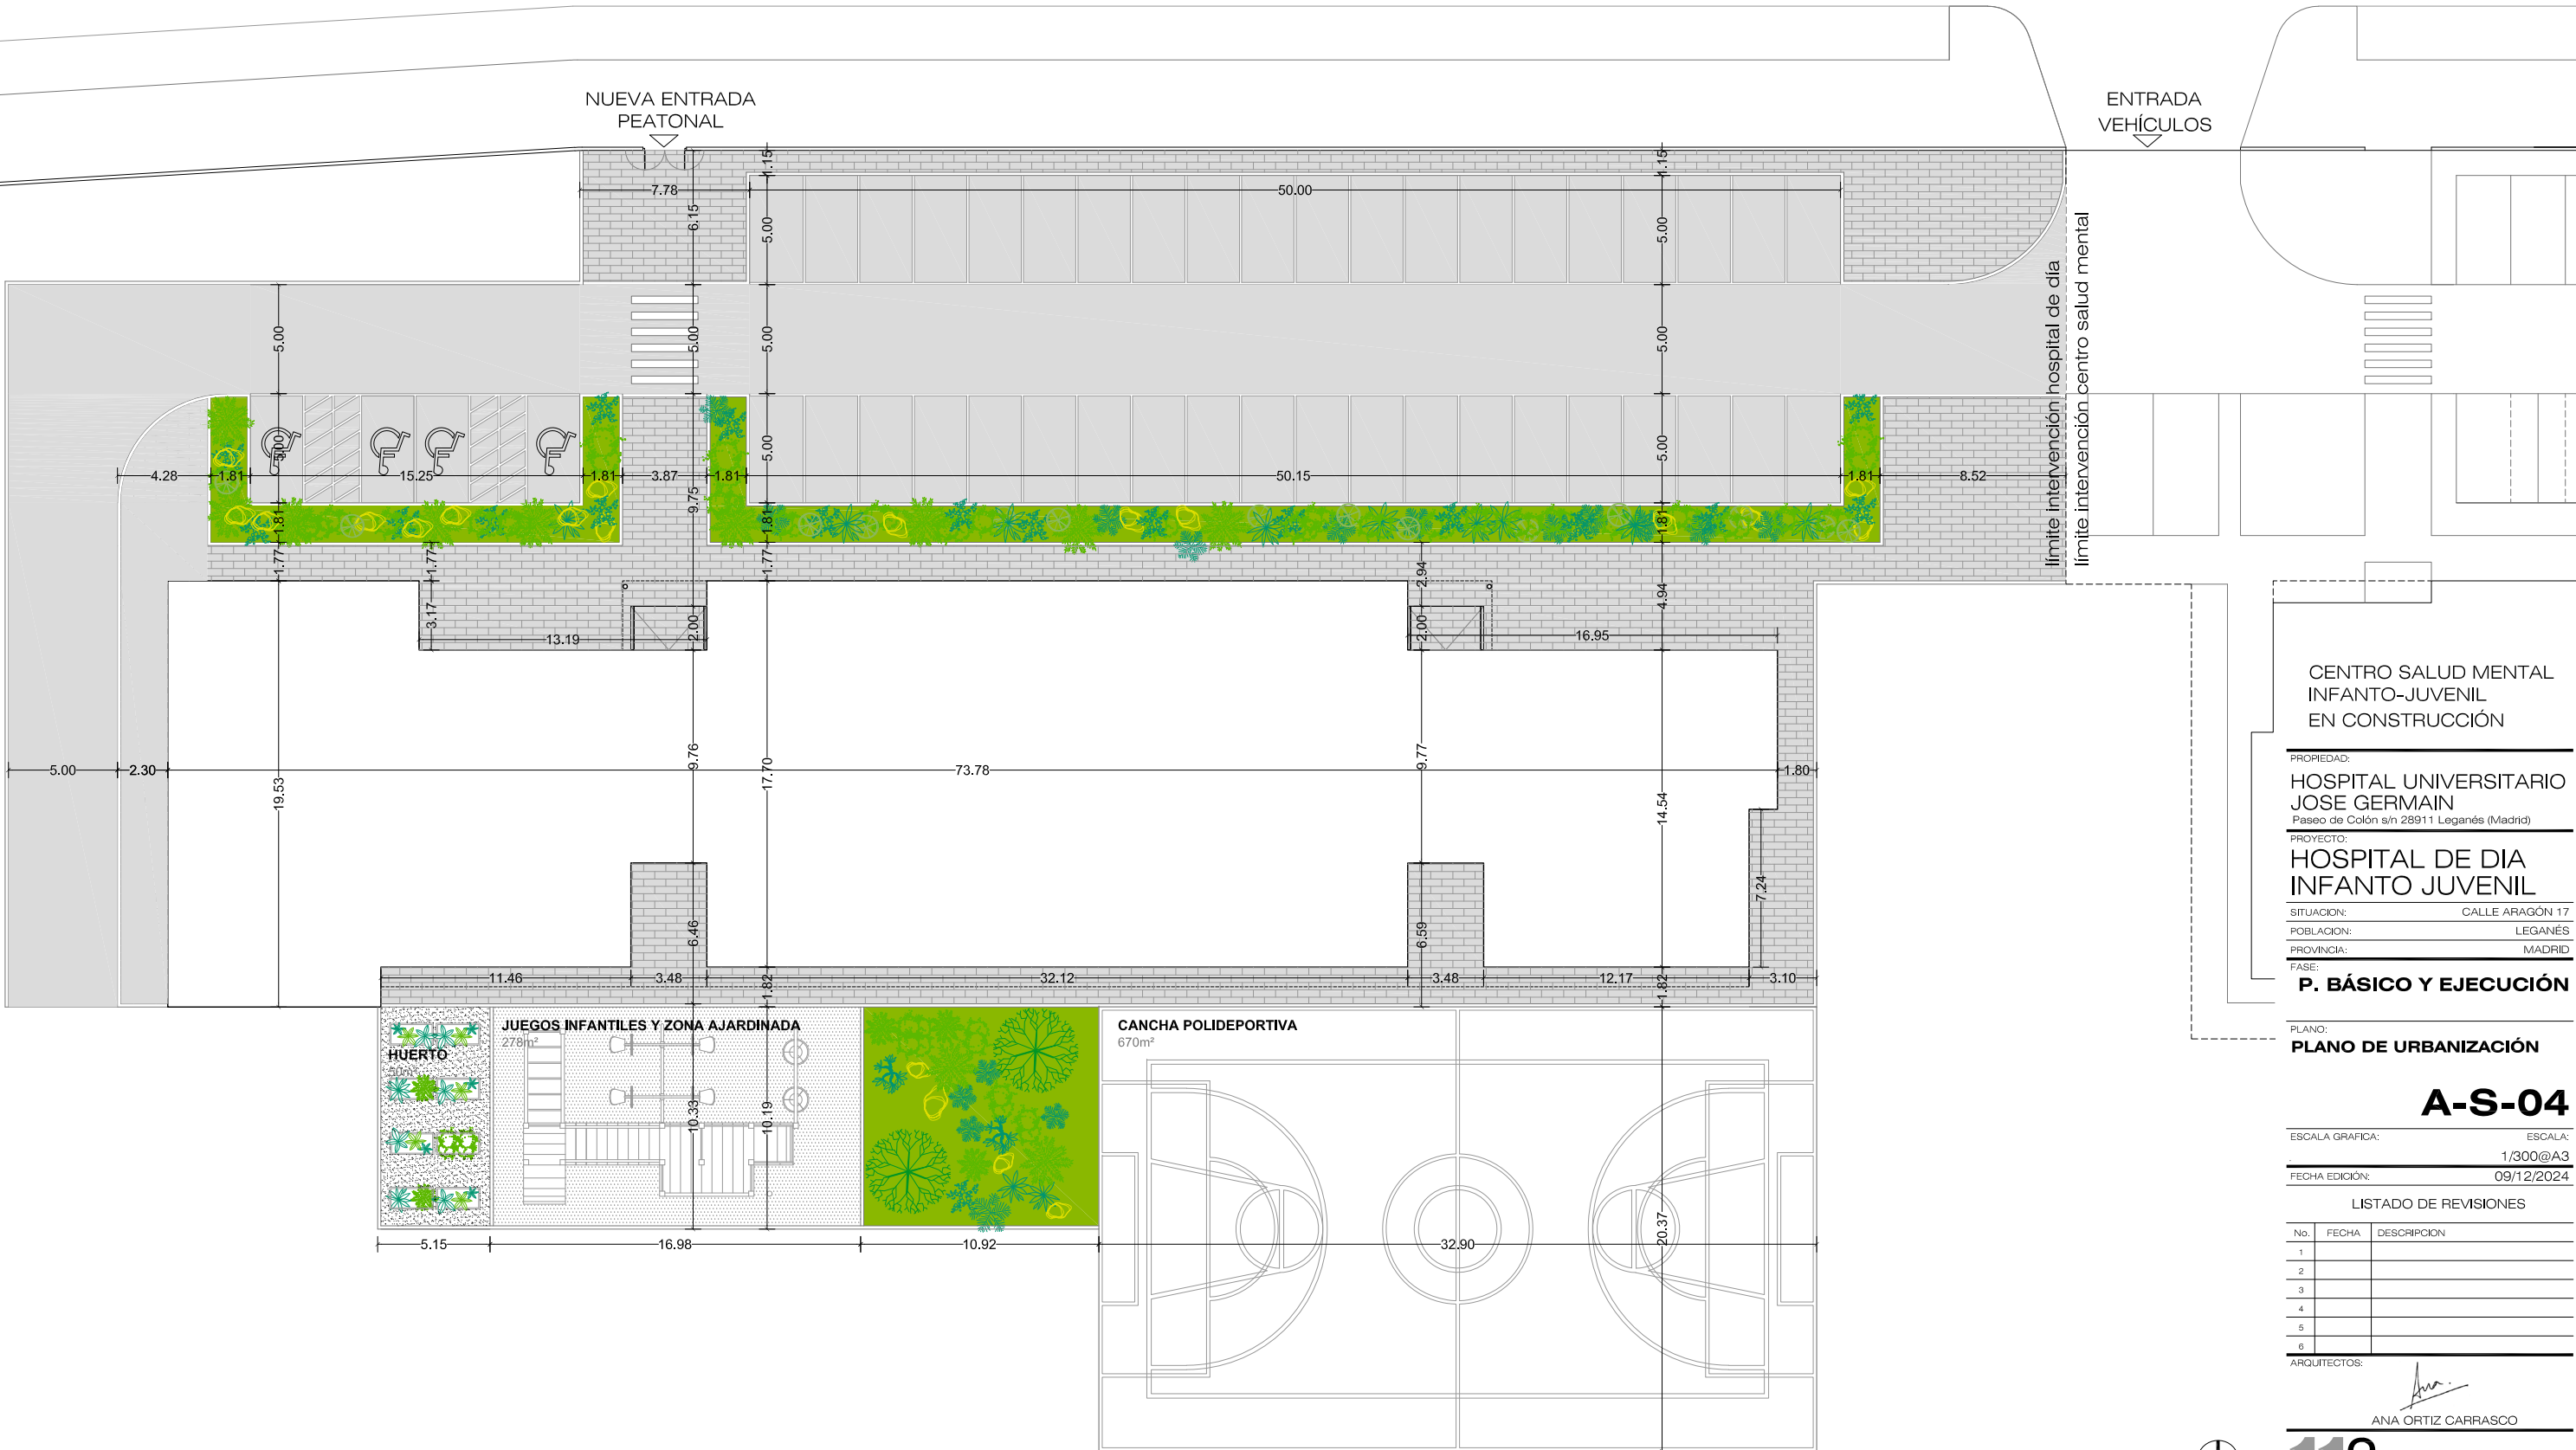 NUEVA ENTRADA
PEATONAL
ENTRADA
VEHÍCULOS
1.15
1.15
7.78
50.00
6.15
5.00
5.00
límite intervención hospital de día
límite intervención centro salud mental
5.00
5.00
5.00
5.00
5.00
5.00
5.00
4.28
1.81
15.25
1.81
3.87
1.81
50.15
1.81
8.52
9.75
1.81
1.81
1.81
1.77
1.77
1.77
2.94
4.94
3.17
13.19
2.00
2.00
16.95
5.00
2.30
19.53
9.76
17.70
73.78
9.77
14.54
1.80
7.24
6.46
6.59
11.46
3.48
1.82
32.12
3.48
12.17
1.82
3.10
JUEGOS INFANTILES Y ZONA AJARDINADA
278m²
HUERTO
CANCHA POLIDEPORTIVA
670m²
10.33
10.19
20.37
5.15
16.98
10.92
32.90
CENTRO SALUD MENTAL
INFANTO-JUVENIL
EN CONSTRUCCIÓN
PROPIEDAD:
HOSPITAL UNIVERSITARIO
JOSE GERMAIN
Paseo de Colón s/n 28911 Leganés (Madrid)
PROYECTO:
HOSPITAL DE DIA
INFANTO JUVENIL
SITUACION: CALLE ARAGÓN 17
POBLACION: LEGANÉS
PROVINCIA: MADRID
FASE:
P. BÁSICO Y EJECUCIÓN
PLANO:
PLANO DE URBANIZACIÓN
A-S-04
ESCALA GRAFICA: ESCALA:
1/300@A3
FECHA EDICIÓN: 09/12/2024
LISTADO DE REVISIONES
No. FECHA DESCRIPCION
1
2
3
4
5
6
ARQUITECTOS:
Ana.
ANA ORTIZ CARRASCO